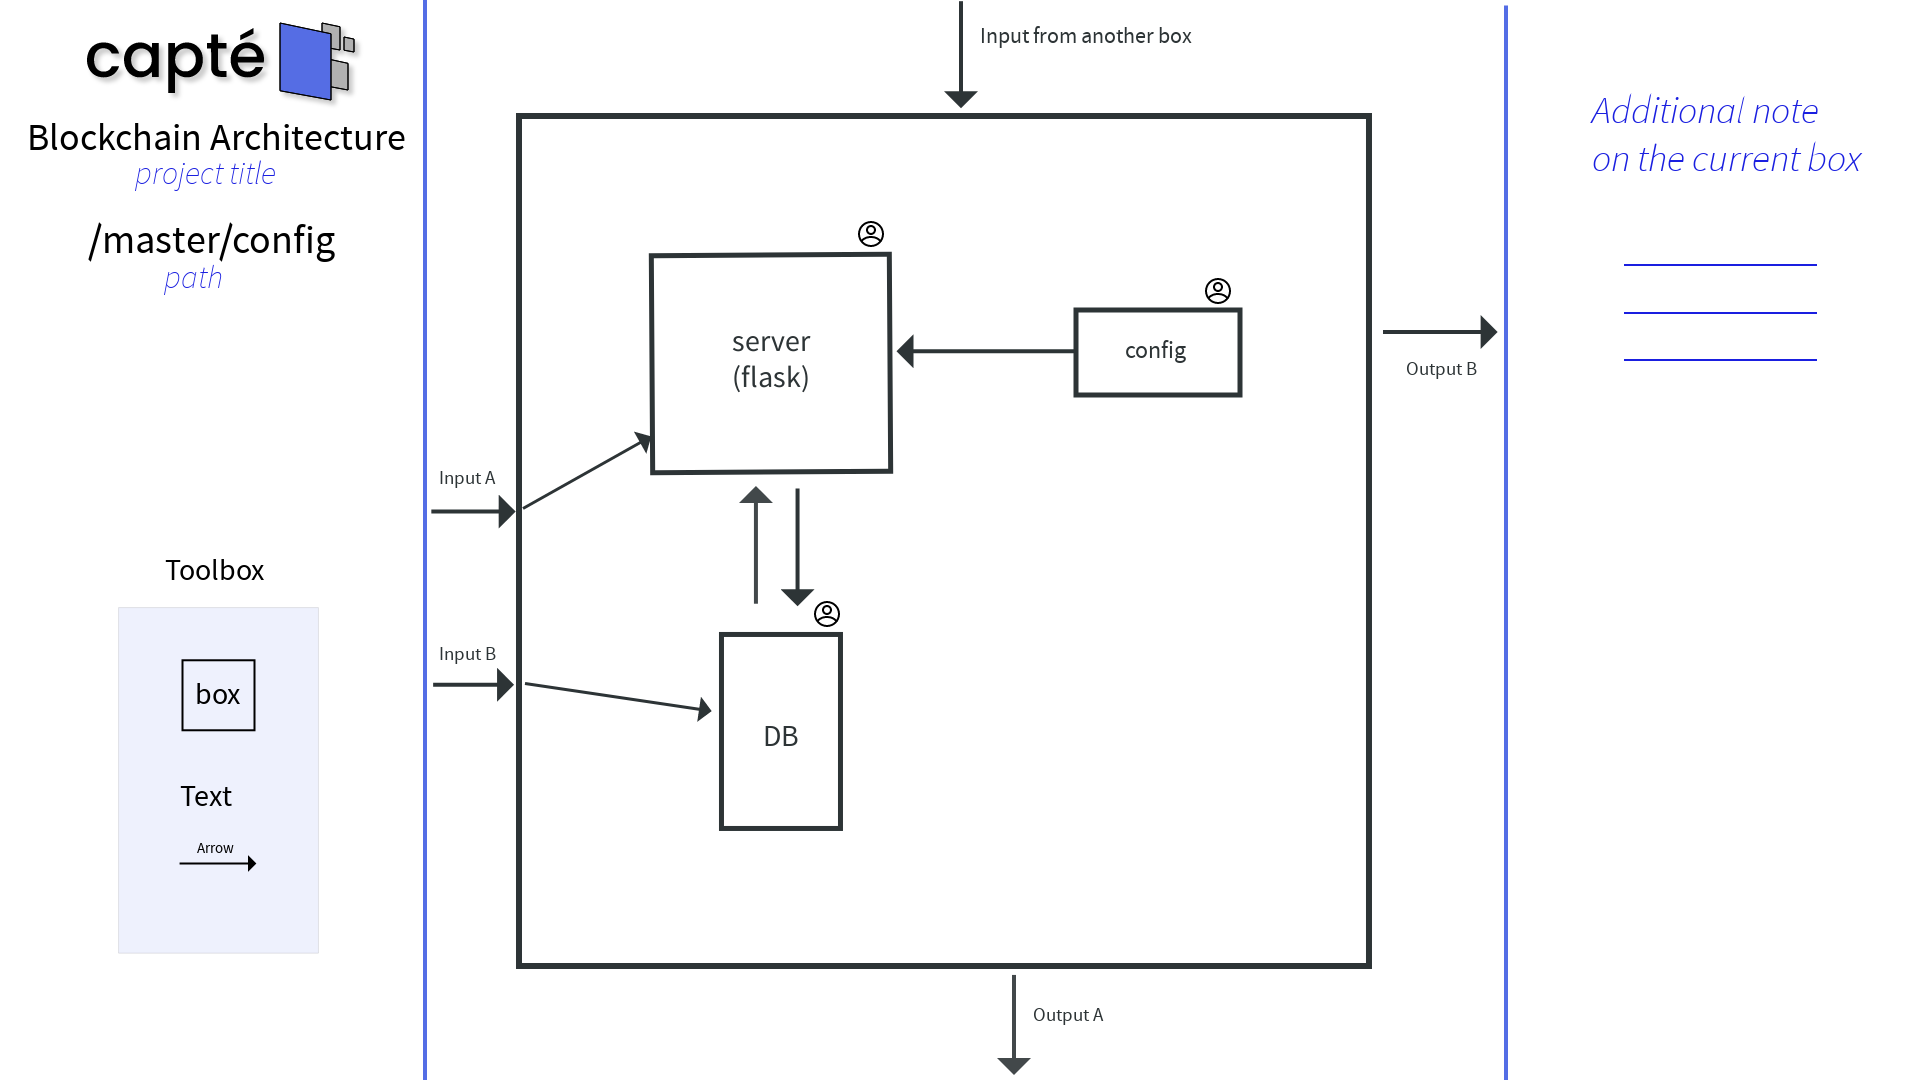 capté
Blockchain Architecture
project title
/master/config
path
Toolbox
box
Text
Arrow
Input from another box
server
(flask)
config
Input A
Input B
DB
Output B
Output A
Additional note
on the current box